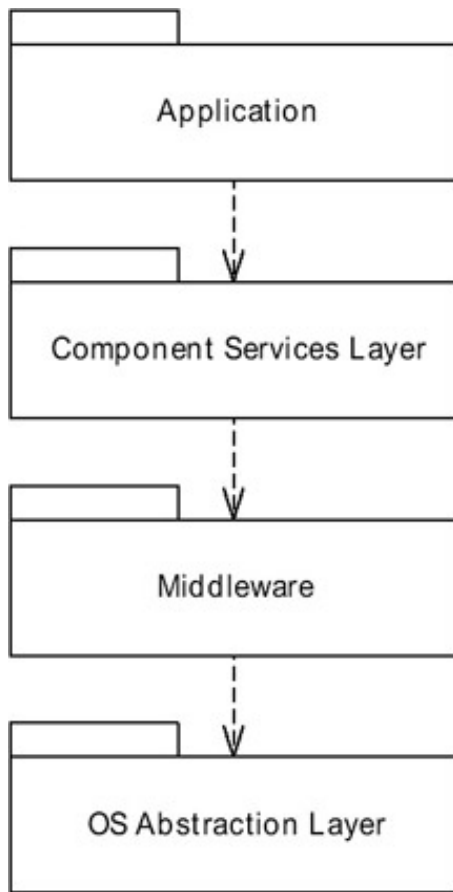 Application
Component Services Layer
Middleware
OS Abstraction Layer